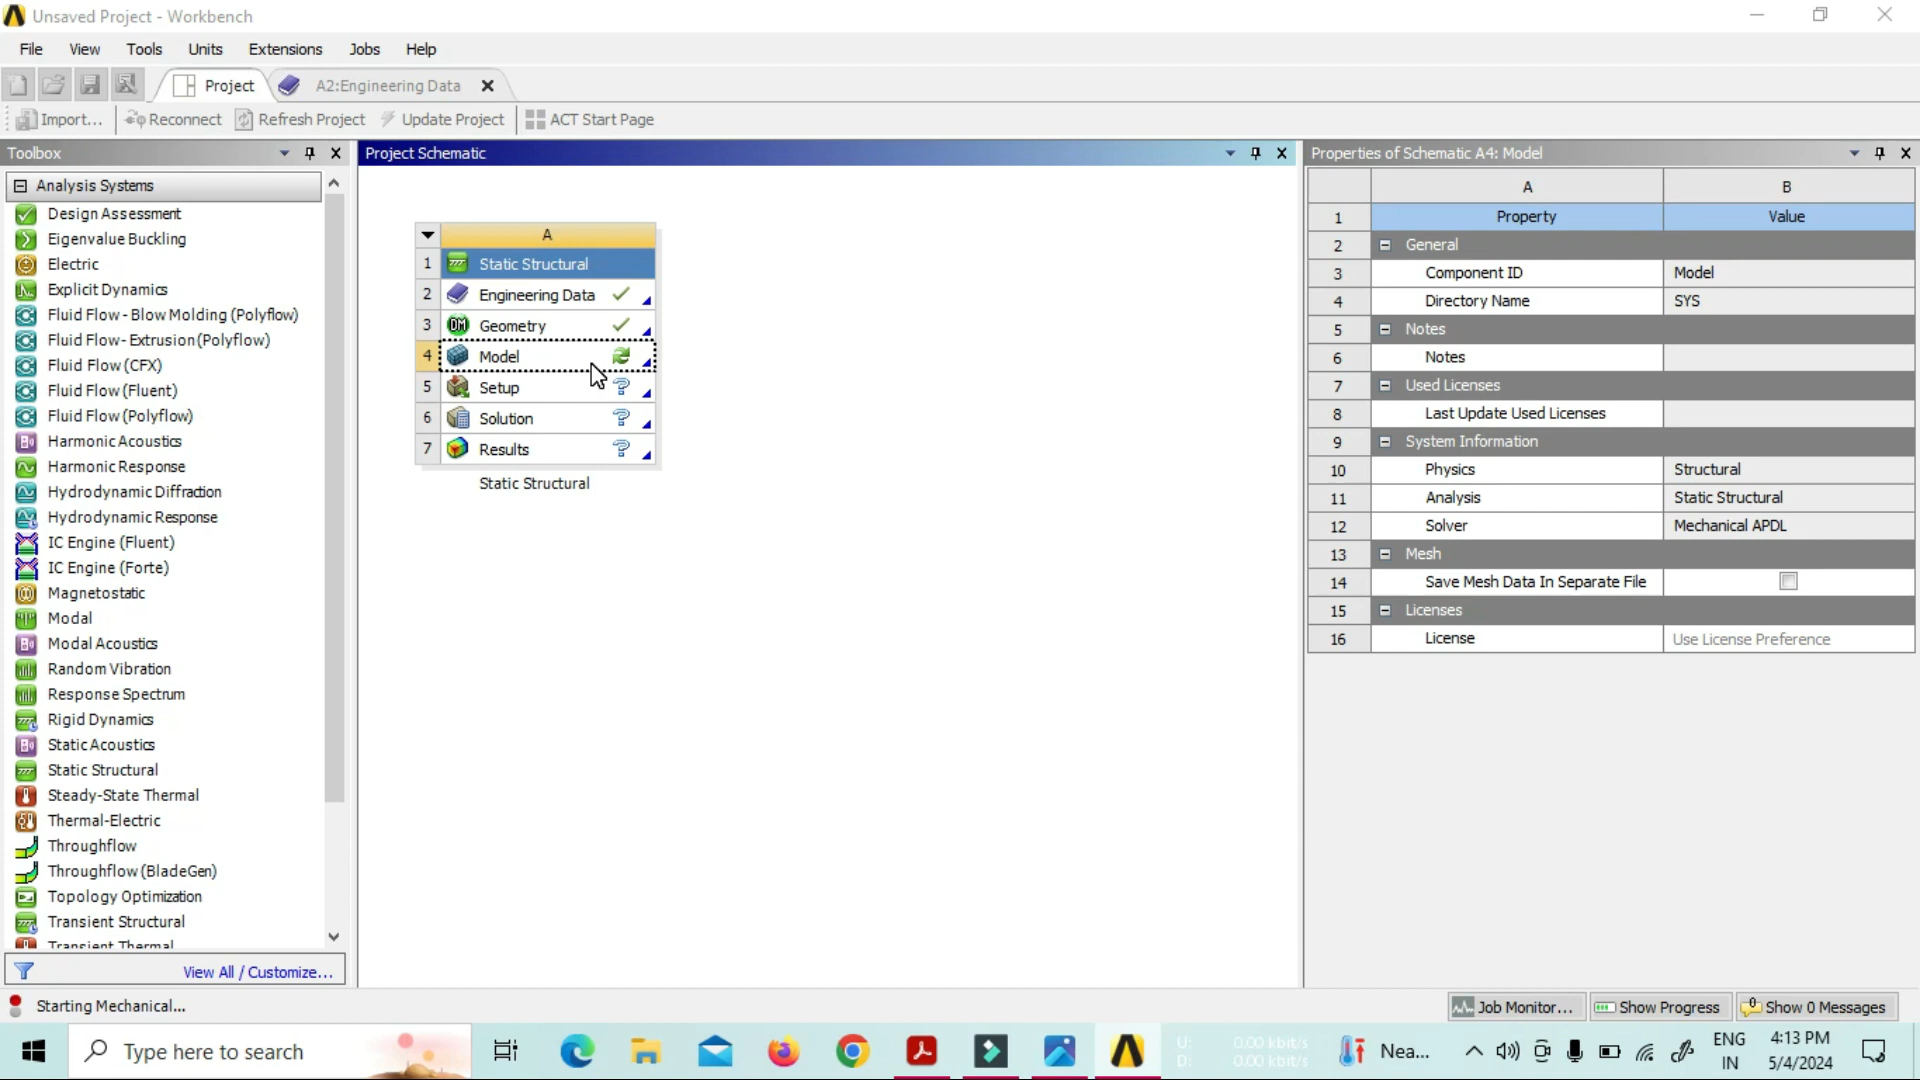 Unsaved Project - Workbench
File View Tools Units Extensions Jobs Help
Project A2:Engineering Data
Import... Reconnect Refresh Project Update Project ACT Start Page
Toolbox
Analysis Systems
Design Assessment
Eigenvalue Buckling
Electric
Explicit Dynamics
Fluid Flow - Blow Molding (Polyflow)
Fluid Flow - Extrusion (Polyflow)
Fluid Flow (CFX)
Fluid Flow (Fluent)
Fluid Flow (Polyflow)
Harmonic Acoustics
Harmonic Response
Hydrodynamic Diffraction
Hydrodynamic Response
IC Engine (Fluent)
IC Engine (Forte)
Magnetostatic
Modal
Modal Acoustics
Random Vibration
Response Spectrum
Rigid Dynamics
Static Acoustics
Static Structural
Steady-State Thermal
Thermal-Electric
Throughflow
Throughflow (BladeGen)
Topology Optimization
Transient Structural
Transient Thermal
View All / Customize...
Project Schematic
A
1 Static Structural
2 Engineering Data
3 DM Geometry
4 Model
5 Setup
6 Solution
7 Results
Static Structural
Properties of Schematic A4: Model
A B
1 Property Value
2 General
3 Component ID Model
4 Directory Name SYS
5 Notes
6 Notes
7 Used Licenses
8 Last Update Used Licenses
9 System Information
10 Physics Structural
11 Analysis Static Structural
12 Solver Mechanical APDL
13 Mesh
14 Save Mesh Data In Separate File
15 Licenses
16 License Use License Preference
Starting Mechanical...
Job Monitor... Show Progress Show 0 Messages
Type here to search
U: 0.00 kbit/s
D: 0.00 kbit/s
Nea...
ENG
IN
4:13 PM
5/4/2024